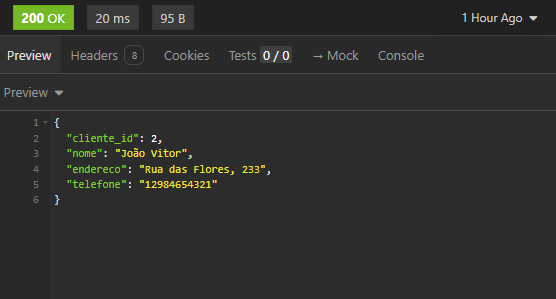 200 OK 20 ms 95 B 1 Hour Ago
Preview Headers 8 Cookies Tests 0 / 0 → Mock Console
Preview
1 {
2 "cliente_id": 2,
3 "nome": "João Vitor",
4 "endereco": "Rua das Flores, 233",
5 "telefone": "12984654321"
6 }